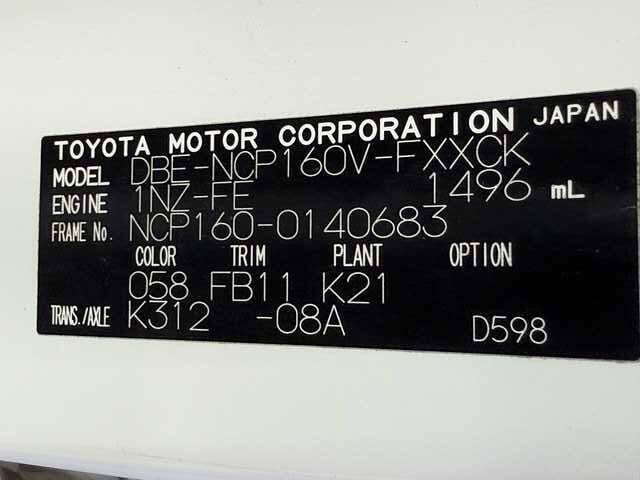 TOYOTA MOTOR CORPORATION JAPAN
MODEL DBE-NCP160V-FXXCK
ENGINE 1NZ-FE 1496 mL
FRAME No. NCP160-0140683
COLOR TRIM PLANT OPTION
058 FB11 K21
TRANS./AXLE K312 -08A
D598